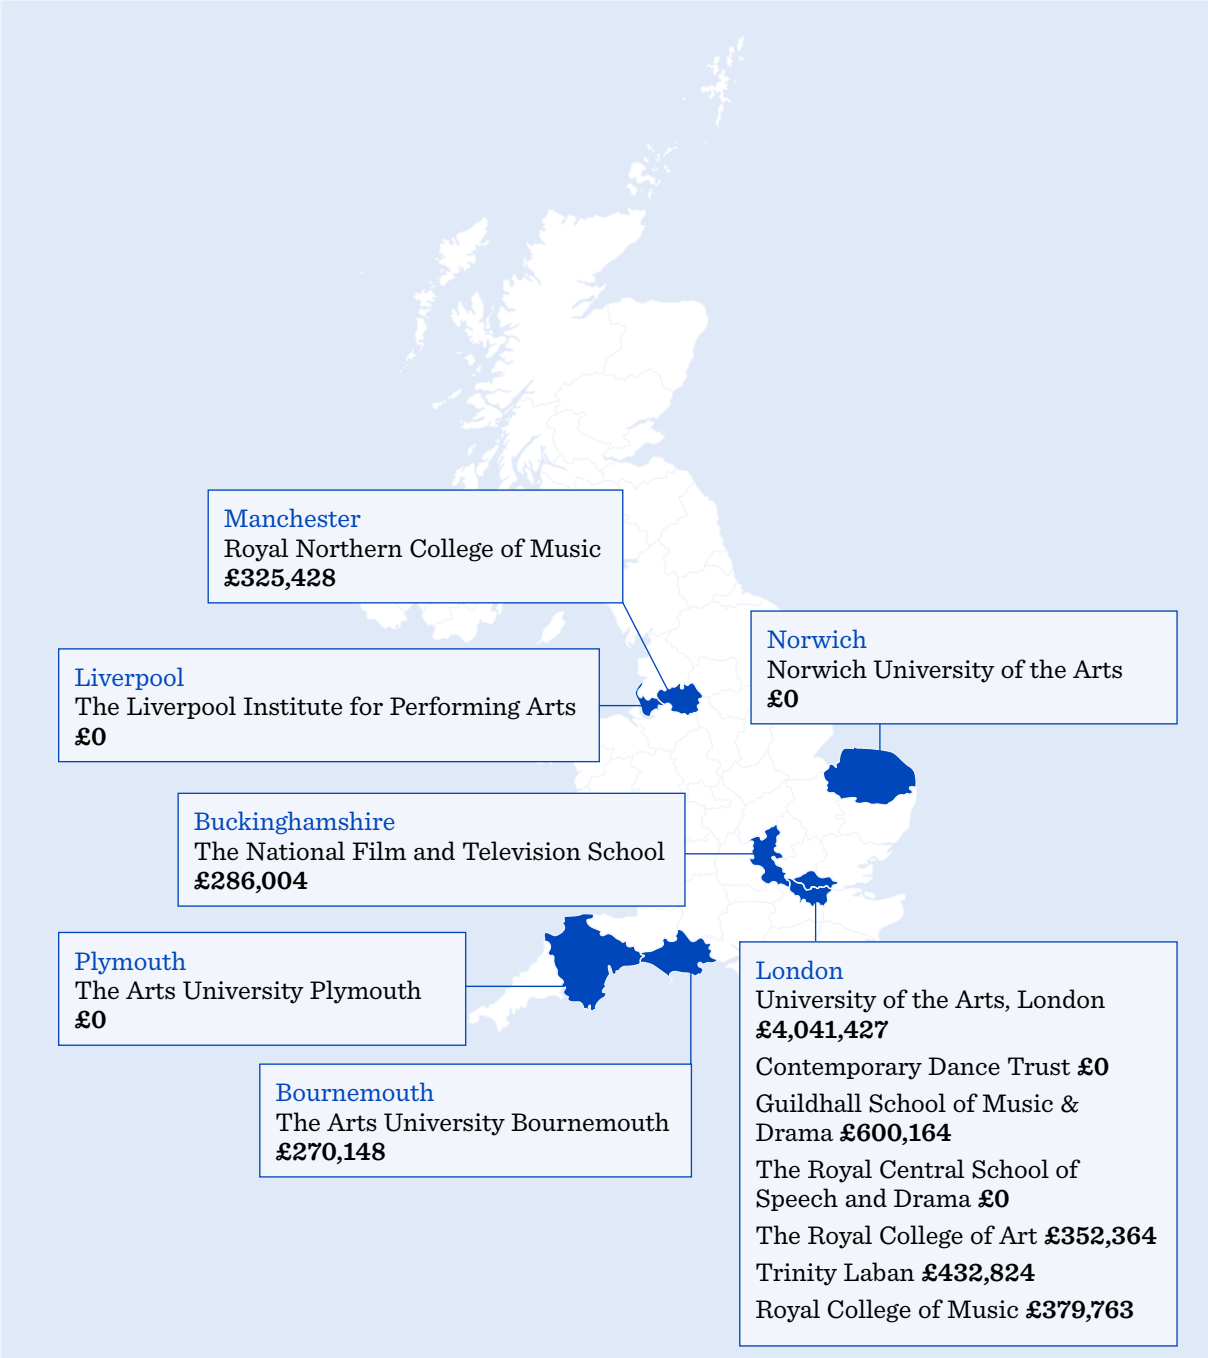 Manchester
Royal Northern College of Music
£325,428
Liverpool
The Liverpool Institute for Performing Arts
£0
Norwich
Norwich University of the Arts
£0
Buckinghamshire
The National Film and Television School
£286,004
Plymouth
The Arts University Plymouth
£0
Bournemouth
The Arts University Bournemouth
£270,148
London
University of the Arts, London
£4,041,427
Contemporary Dance Trust £0
Guildhall School of Music &
Drama £600,164
The Royal Central School of
Speech and Drama £0
The Royal College of Art £352,364
Trinity Laban £432,824
Royal College of Music £379,763